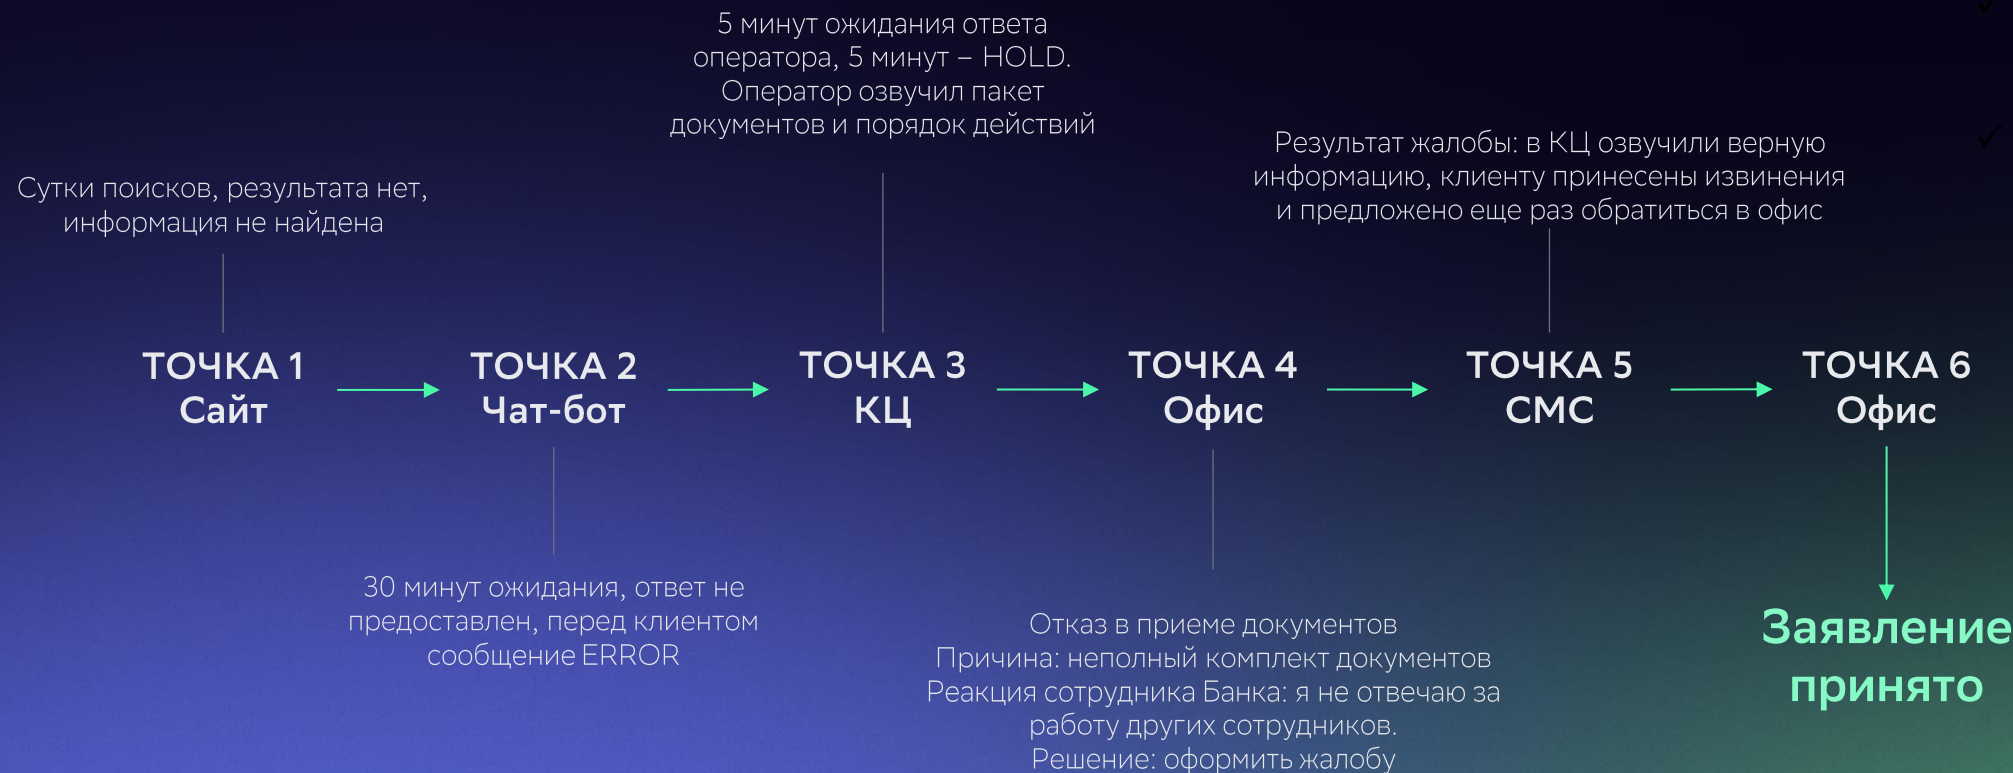 5 минут ожидания ответа
оператора, 5 минут – HOLD.
Оператор озвучил пакет
документов и порядок действий
Результат жалобы: в КЦ озвучили верную
информацию, клиенту принесены извинения
и предложено еще раз обратиться в офис
Сутки поисков, результата нет,
информация не найдена
ТОЧКА 1
Сайт
ТОЧКА 2
Чат-бот
ТОЧКА 3
КЦ
ТОЧКА 4
Офис
ТОЧКА 5
СМС
ТОЧКА 6
Офис
30 минут ожидания, ответ не
предоставлен, перед клиентом
сообщение ERROR
Отказ в приеме документов
Причина: неполный комплект документов
Реакция сотрудника Банка: я не отвечаю за
работу других сотрудников.
Решение: оформить жалобу
Заявление
принято